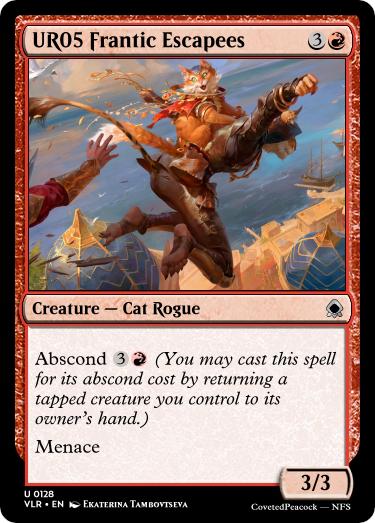 UR05 Frantic Escapees 3
Creature — Cat Rogue
Abscond 3 (You may cast this spell
for its abscond cost by returning a
tapped creature you control to its
owner's hand.)
Menace
3/3
U 0128
VLR • EN Ekaterina Tambovtseva
CovetedPeacock — NFS